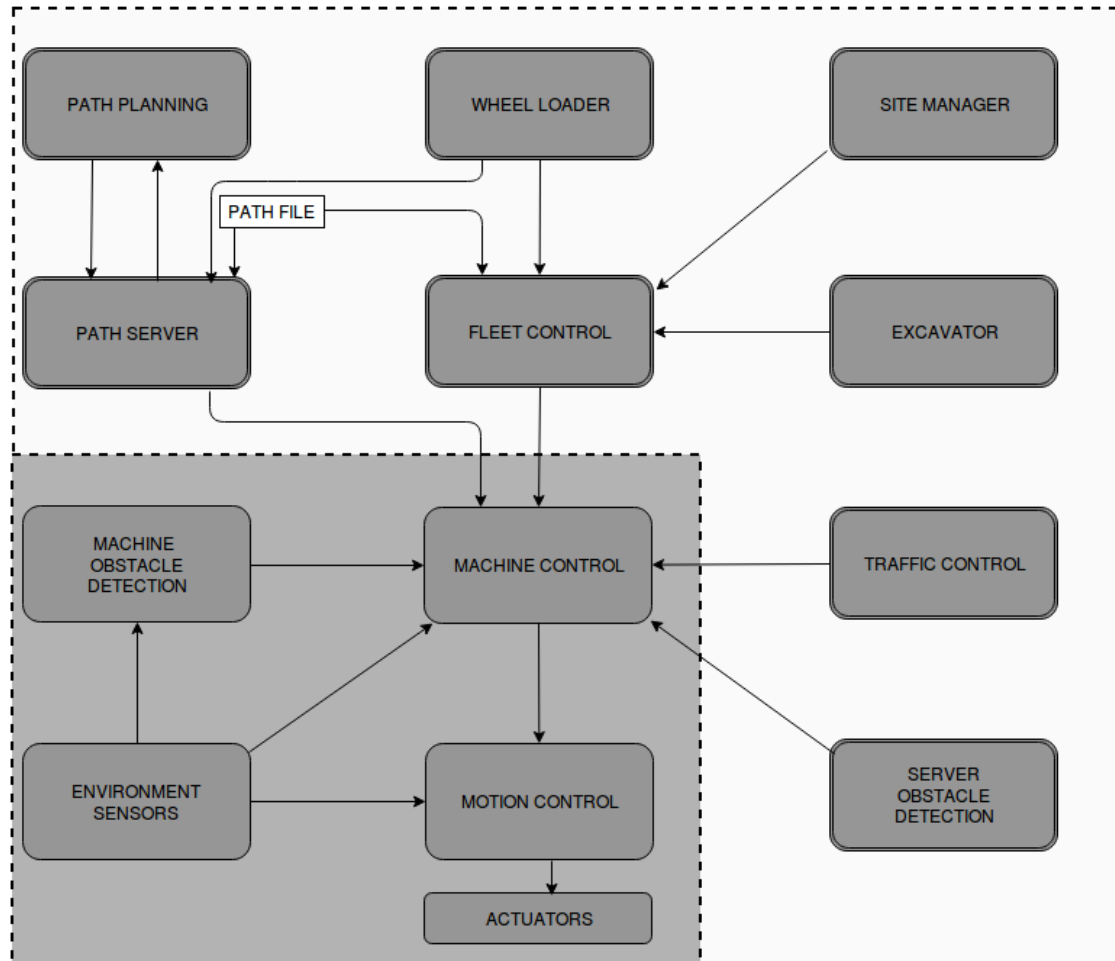 PATH PLANNING
WHEEL LOADER
SITE MANAGER
PATH FILE
PATH SERVER
FLEET CONTROL
EXCAVATOR
MACHINE
OBSTACLE
DETECTION
MACHINE CONTROL
TRAFFIC CONTROL
ENVIRONMENT
SENSORS
MOTION CONTROL
SERVER
OBSTACLE
DETECTION
ACTUATORS